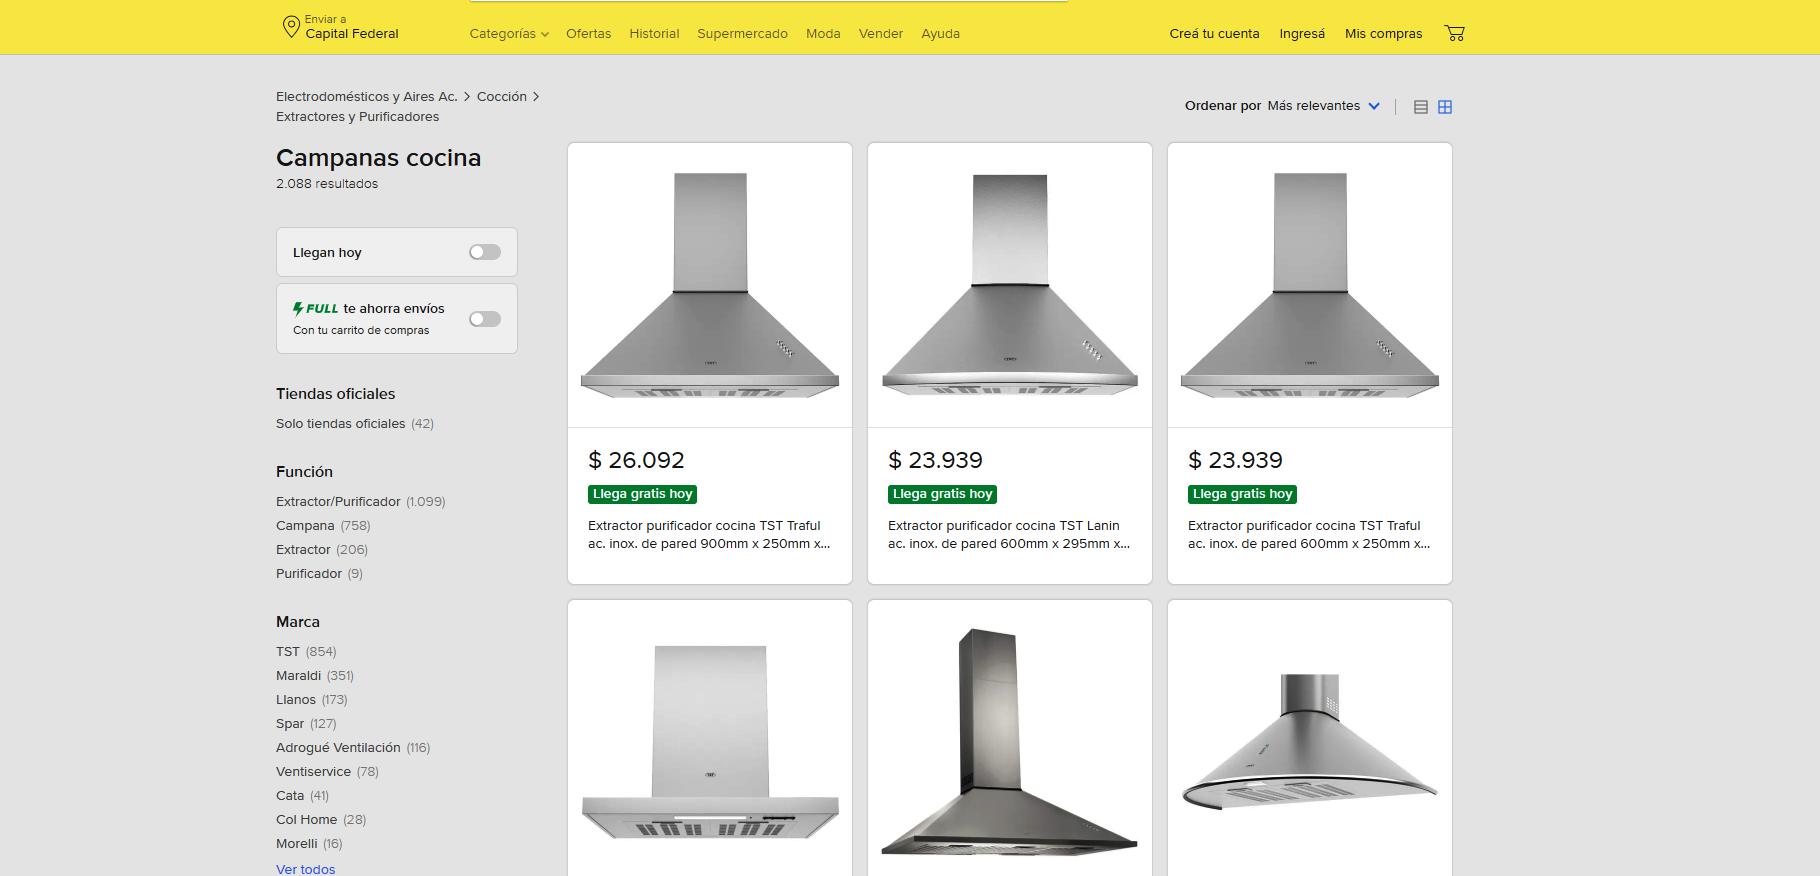 Enviar a
Capital Federal
Categorías
Ofertas
Historial
Supermercado
Moda
Vender
Ayuda
Creá tu cuenta
Ingresá
Mis compras
Electrodomésticos y Aires Ac. > Cocción >
Extractores y Purificadores
Ordenar por Más relevantes
Campanas cocina
2.088 resultados
Llegan hoy
FULL te ahorra envíos
Con tu carrito de compras
Tiendas oficiales
Solo tiendas oficiales (42)
Función
Extractor/Purificador (1.099)
Campana (758)
Extractor (206)
Purificador (9)
Marca
TST (854)
Maraldi (351)
Llanos (173)
Spar (127)
Adrogué Ventilación (116)
Ventiservice (78)
Cata (41)
Col Home (28)
Morelli (16)
Ver todos
$ 26.092
Llega gratis hoy
Extractor purificador cocina TST Traful
ac. inox. de pared 900mm x 250mm x...
$ 23.939
Llega gratis hoy
Extractor purificador cocina TST Lanin
ac. inox. de pared 600mm x 295mm x...
$ 23.939
Llega gratis hoy
Extractor purificador cocina TST Traful
ac. inox. de pared 600mm x 250mm x...